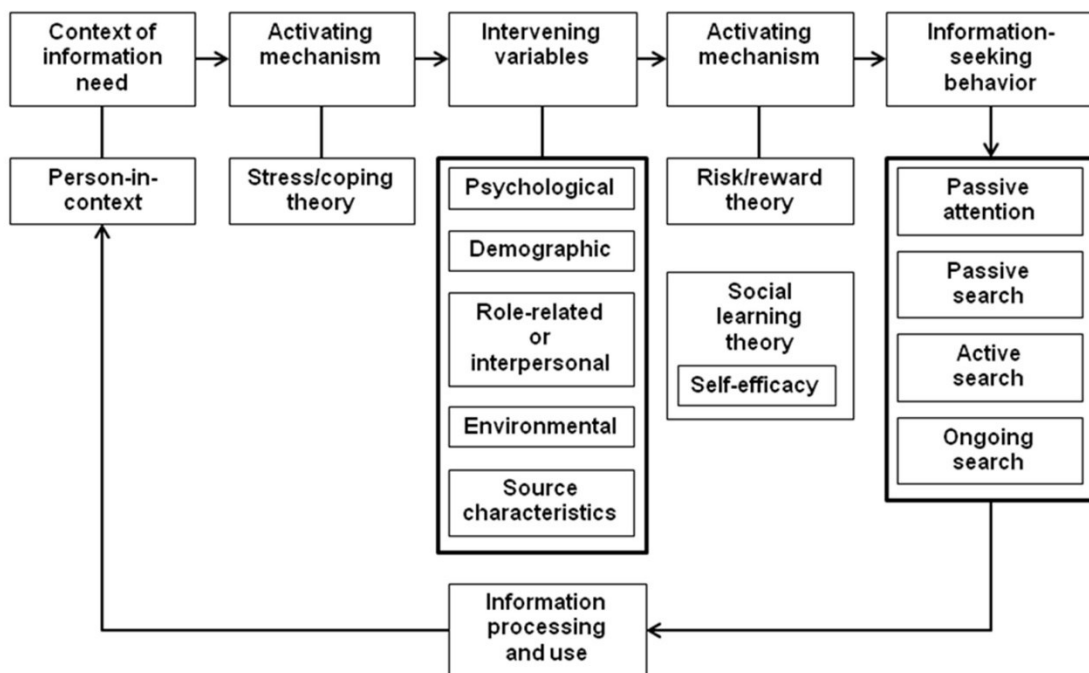 Context of
information
need
Activating
mechanism
Intervening
variables
Activating
mechanism
Information-
seeking
behavior
Person-in-
context
Stress/coping
theory
Psychological
Demographic
Role-related
or
interpersonal
Environmental
Source
characteristics
Risk/reward
theory
Social
learning
theory
Self-efficacy
Passive
attention
Passive
search
Active
search
Ongoing
search
Information
processing
and use